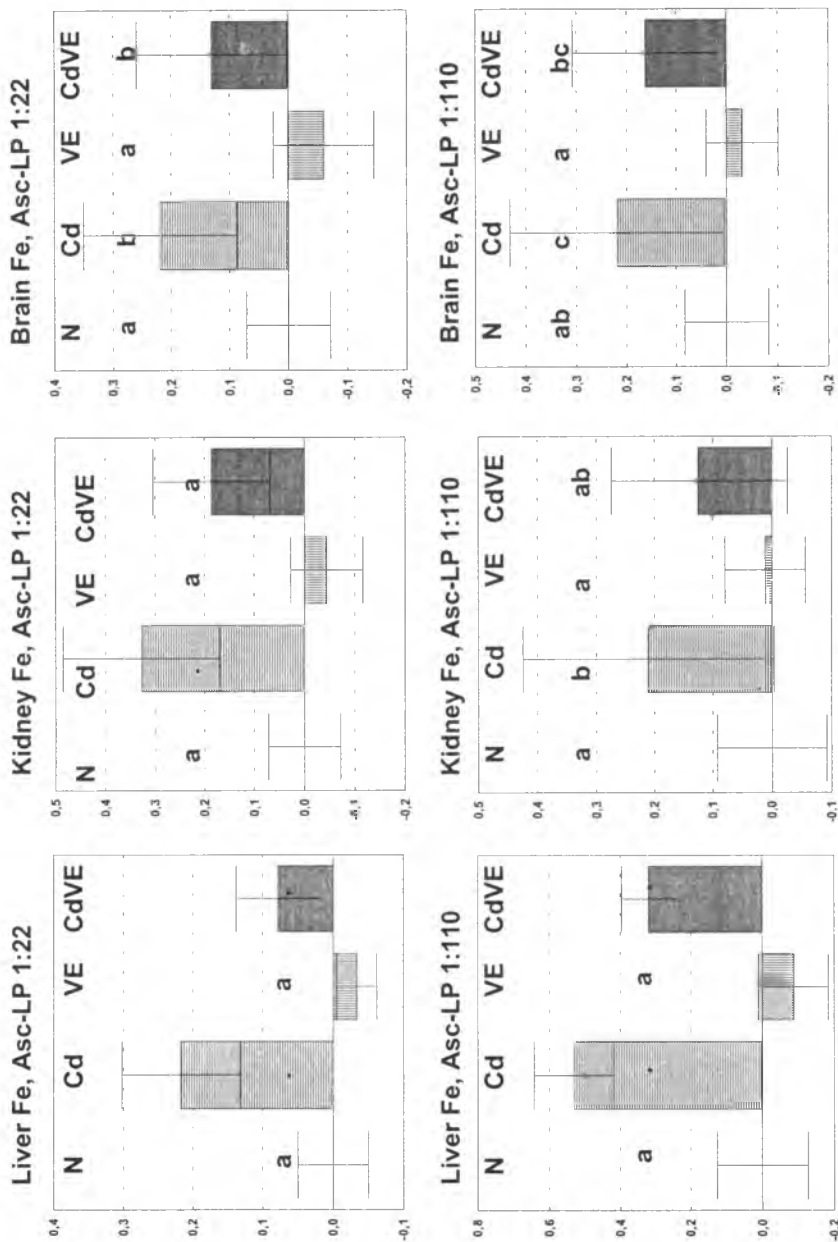 Liver Fe, Asc-LP 1:22
N Cd VE CdVE
0,3
0,2
0,1
0,0
-0,1
a a
Kidney Fe, Asc-LP 1:22
N Cd VE CdVE
0,5
0,4
0,3
0,2
0,1
0,0
-0,1
-0,2
a a a
Brain Fe, Asc-LP 1:22
N Cd VE CdVE
0,4
0,3
0,2
0,1
0,0
-0,1
-0,2
a b a b
Liver Fe, Asc-LP 1:110
N Cd VE CdVE
0,8
0,6
0,4
0,2
0,0
-0,2
a a
Kidney Fe, Asc-LP 1:110
N Cd VE CdVE
0,5
0,4
0,3
0,2
0,1
0,0
-0,1
a b a ab
Brain Fe, Asc-LP 1:110
N Cd VE CdVE
0,5
0,4
0,3
0,2
0,1
0,0
-0,1
-0,2
ab c a bc